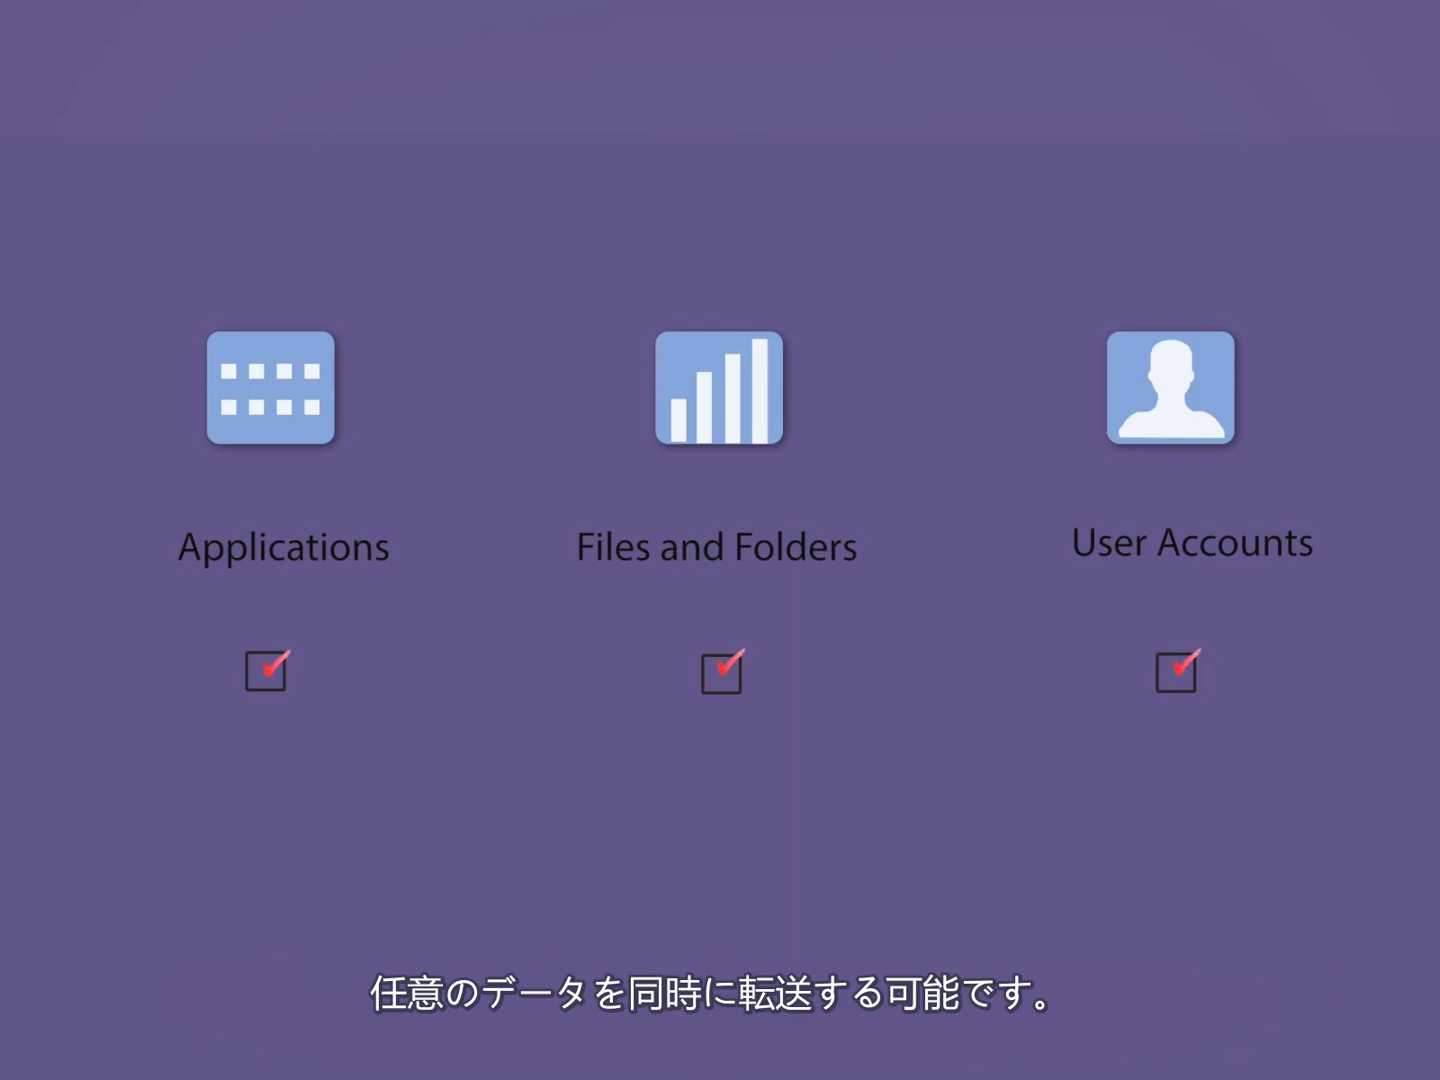 Applications
Files and Folders
User Accounts
任意のデータを同時に転送する可能です。